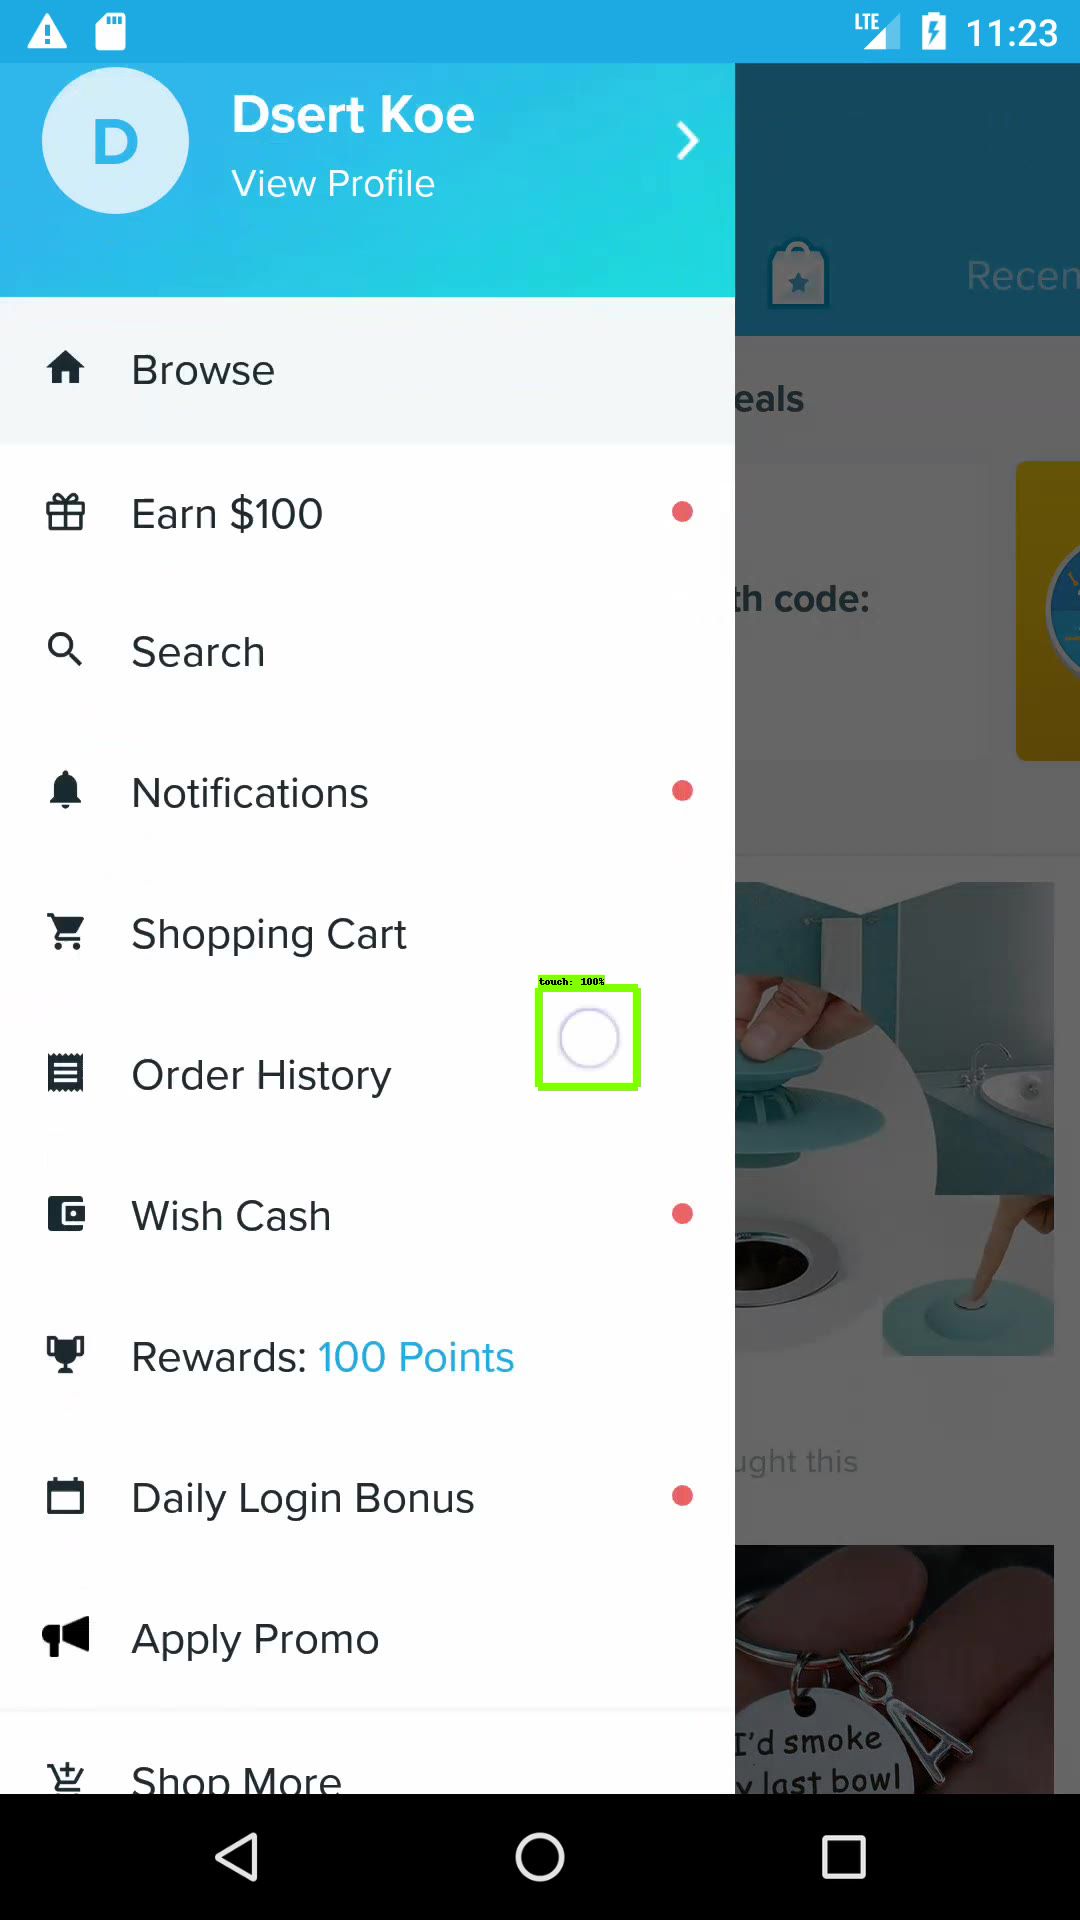 LTE 11:23
D
Dsert Koe
View Profile
Recen
Browse
eals
Earn $100
th code:
Search
Notifications
Shopping Cart
touch: 100%
Order History
Wish Cash
Rewards: 100 Points
ught this
Daily Login Bonus
Apply Promo
I'd smoke
y last bowl
A
Shop More